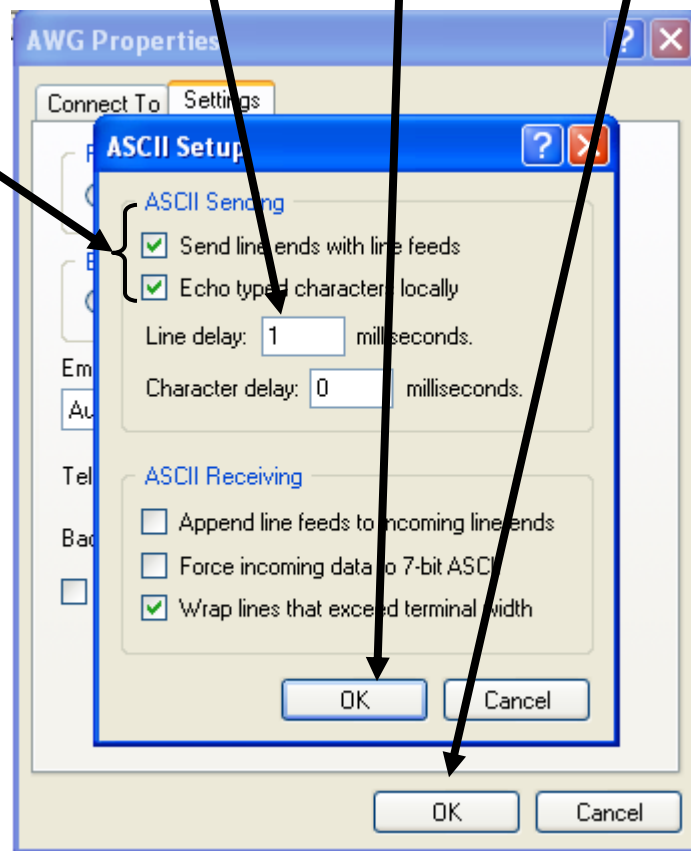 AWG Properties
Connect To Settings
ASCII Setup
ASCII Sending
Send line ends with line feeds
Echo typed characters locally
Line delay: 1 milliseconds.
Character delay: 0 milliseconds.
ASCII Receiving
Append line feeds to incoming line ends
Force incoming data to 7-bit ASCII
Wrap lines that exceed terminal width
OK Cancel
OK Cancel